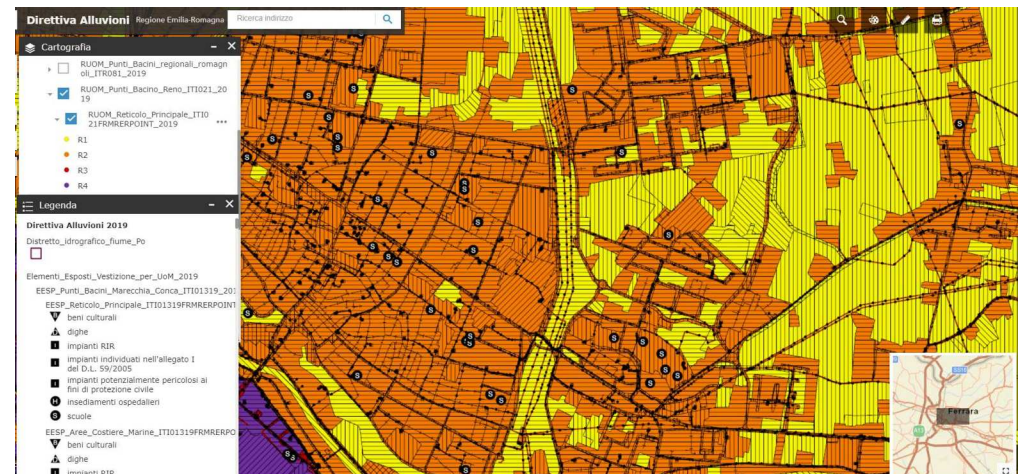 Direttiva Alluvioni Regione Emilia-Romagna
Ricerca indirizzo
Cartografia
RUOM_Punti_Bacini_regionali_romagn
oli_ITR081_2019
RUOM_Punti_Bacino_Reno_ITI021_20
19
RUOM_Reticolo_Principale_ITI0
21FRMRERPOINT_2019
R1
R2
R3
R4
Legenda
Direttiva Alluvioni 2019
Distretto_idrografico_fiume_Po
Elementi_Esposti_Vestizione_per_UoM_2019
EESP_Punti_Bacini_Marecchia_Conca_ITI01319_201
EESP_Reticolo_Principale_ITI01319FRMRERPOINT
beni culturali
dighe
impianti RIR
impianti individuati nell'allegato I
del D.L. 59/2005
impianti potenzialmente pericolosi ai
fini di protezione civile
H insediamenti ospedalieri
S scuole
EESP_Aree_Costiere_Marine_ITI01319FRMRERPO
beni culturali
dighe
impianti RIR
Ferrara